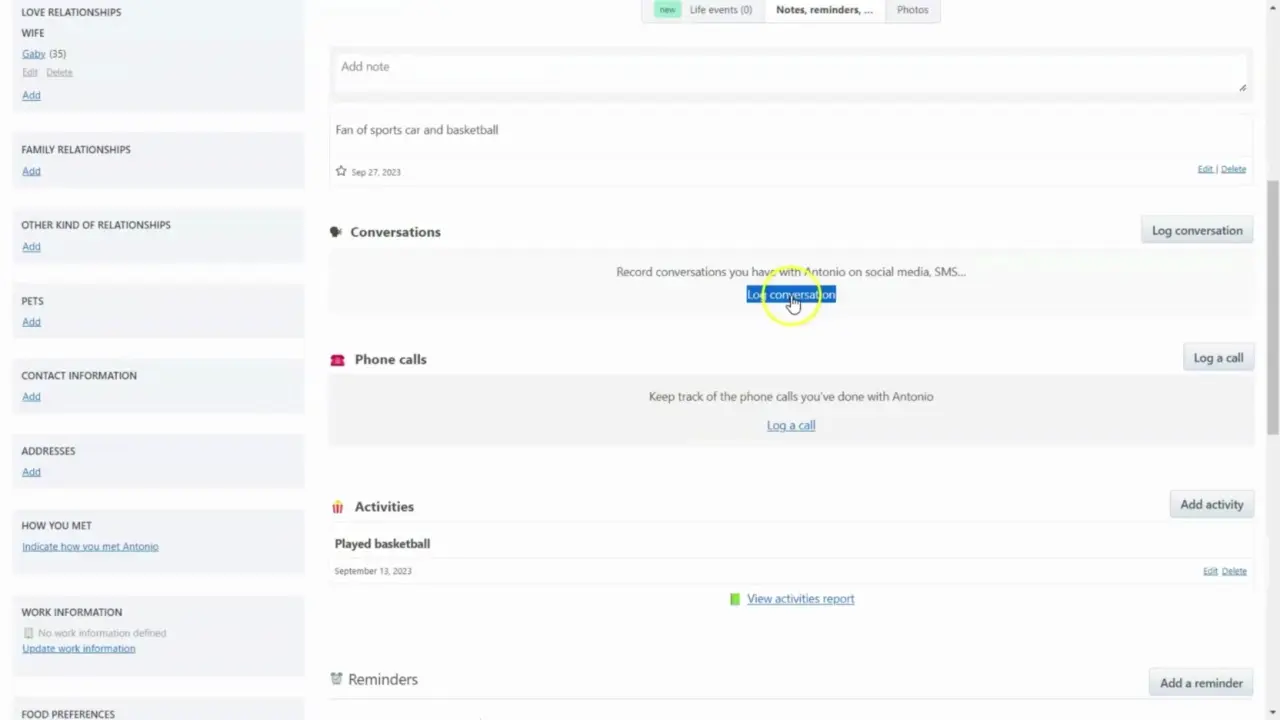 LOVE RELATIONSHIPS
WIFE
Gaby (35)
Edit Delete
Add
FAMILY RELATIONSHIPS
Add
OTHER KIND OF RELATIONSHIPS
Add
PETS
Add
CONTACT INFORMATION
Add
ADDRESSES
Add
HOW YOU MET
Indicate how you met Antonio
WORK INFORMATION
No work information defined
Update work information
FOOD PREFERENCES
new Life events (0) Notes, reminders, ... Photos
Add note
Fan of sports car and basketball
Sep 27, 2023 Edit | Delete
Conversations Log conversation
Record conversations you have with Antonio on social media, SMS...
Log conversation
Phone calls Log a call
Keep track of the phone calls you've done with Antonio
Log a call
Activities Add activity
Played basketball
September 13, 2023 Edit Delete
View activities report
Reminders Add a reminder